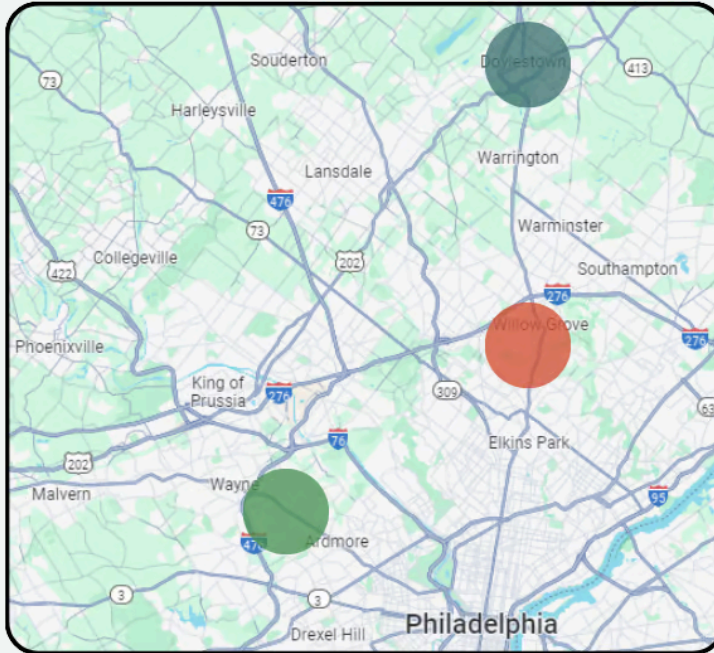 Souderton
Doylestown
413
73
Harleysville
Warrington
Lansdale
476
73
Warminster
202
Collegeville
422
Southampton
276
Willow Grove
276
Phoenixville
King of
Prussia
276
309
63
76
Elkins Park
202
Wayne
Malvern
95
476
Ardmore
3
3
Philadelphia
Drexel Hill